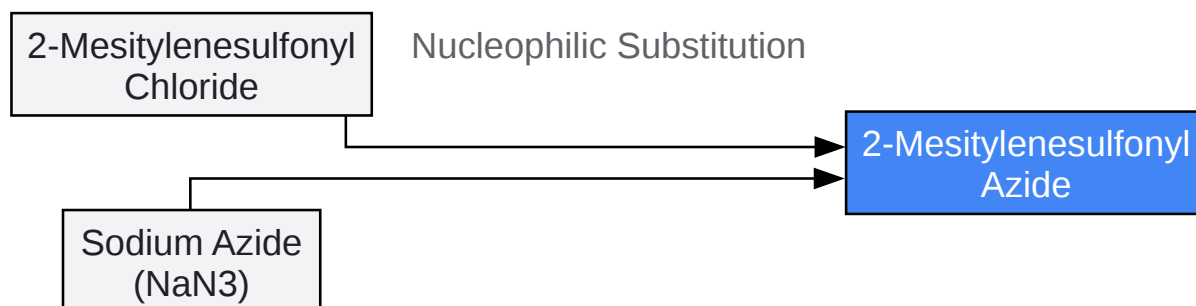 2-Mesitylenesulfonyl
Chloride
Nucleophilic Substitution
2-Mesitylenesulfonyl
Azide
Sodium Azide
(NaN3)